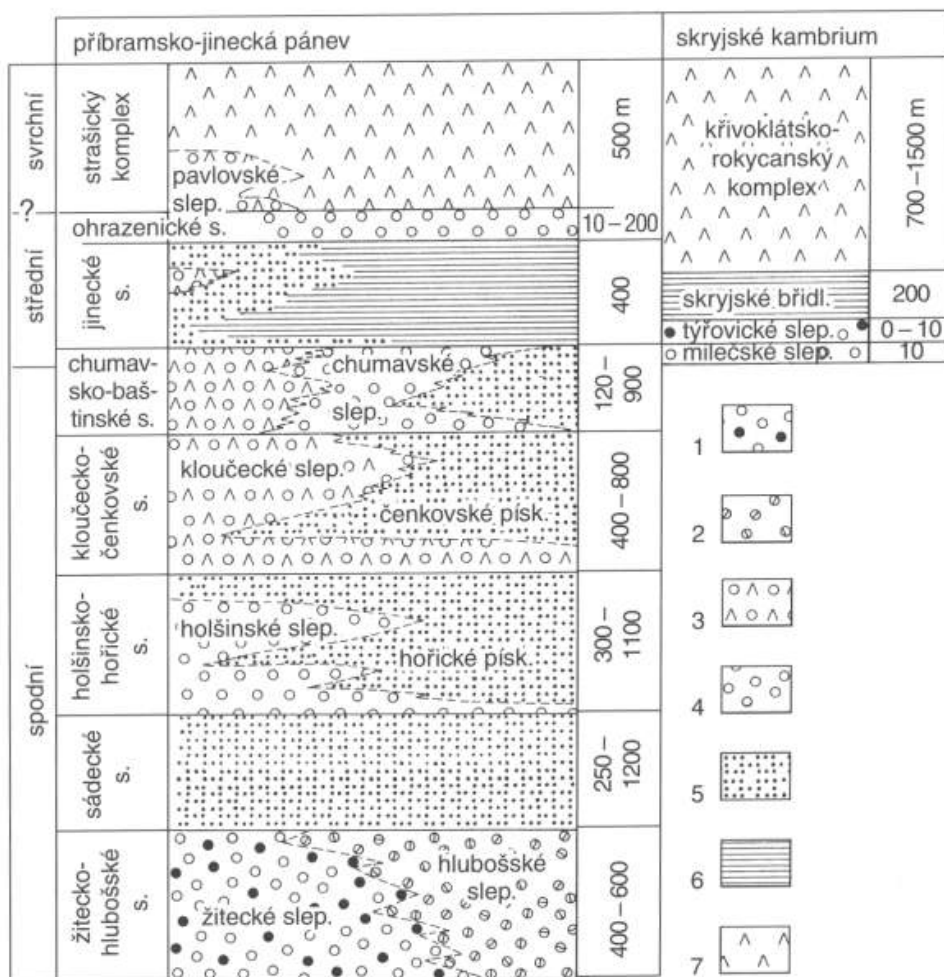 příbramsko-jinecká pánev
skryjské kambrium
svrchní
-?-
střední
spodní
strašický
komplex
pavlovské
slep.
500 m
ohrazenické s.
10–200
jinecké
s.
400
chumav-
sko-baš-
tinské s.
chumavské
slep.
120–
900
kloučecko-
čenkovské
s.
kloučecké slep.
čenkovské písk.
400–800
holšinsko-
hořické
s.
holšinské slep.
hořické písk.
300–
1100
sádecké
s.
250–
1200
žitecko-
hlubošské
s.
žitecké slep.
hlubošské
slep.
400–600
křivoklátsko-
rokycanský
komplex
700–1500
skryjské břidl.
200
týřovické slep.
0–10
milečské slep.
10
1
2
3
4
5
6
7